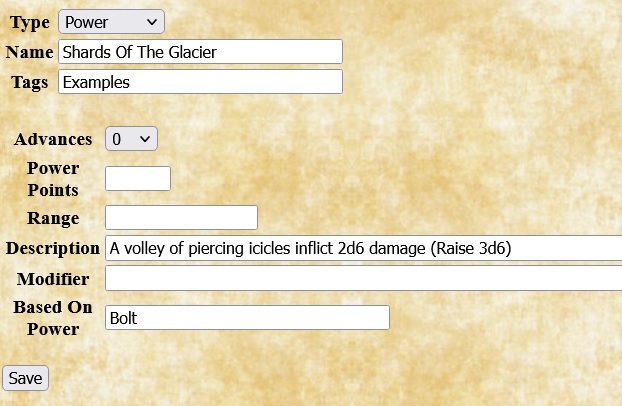 Type Power
Name Shards Of The Glacier
Tags Examples
Advances 0
Power
Points
Range
Description A volley of piercing icicles inflict 2d6 damage (Raise 3d6)
Modifier
Based On
Power Bolt
Save